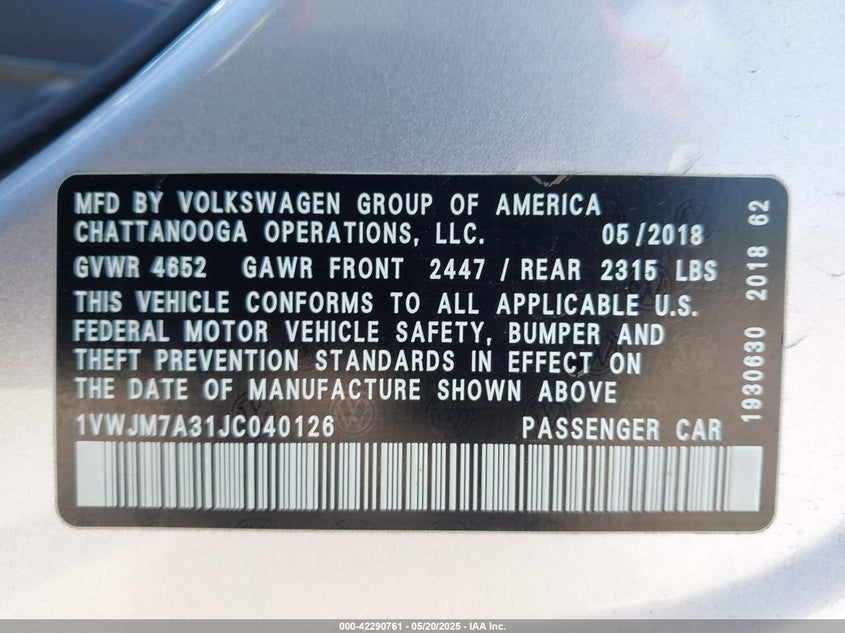 MFD BY VOLKSWAGEN GROUP OF AMERICA
CHATTANOOGA OPERATIONS, LLC. 05/2018
GVWR 4652 GAWR FRONT 2447 / REAR 2315 LBS
THIS VEHICLE CONFORMS TO ALL APPLICABLE U.S.
FEDERAL MOTOR VEHICLE SAFETY, BUMPER AND
THEFT PREVENTION STANDARDS IN EFFECT ON
THE DATE OF MANUFACTURE SHOWN ABOVE
1VWJM7A31JC040126 PASSENGER CAR
1930630 2018 62
000-42290761 | 05/20/2025 - IAA Inc.